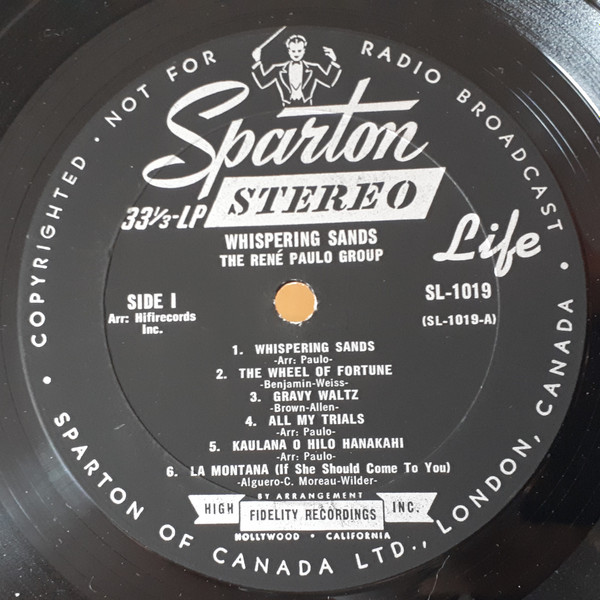 COPYRIGHTED · NOT FOR RADIO BROADCAST ·
Sparton
33⅓-LP STEREO
WHISPERING SANDS
THE RENÉ PAULO GROUP
Life
SIDE I
Arr: Hifirecords
Inc.
SL-1019
(SL-1019-A)
1. WHISPERING SANDS
-Arr: Paulo-
2. THE WHEEL OF FORTUNE
-Benjamin-Weiss-
3. GRAVY WALTZ
-Brown-Allen-
4. ALL MY TRIALS
-Arr: Paulo-
5. KAULANA O HILO HANAKAHI
-Arr: Paulo-
6. LA MONTANA (If She Should Come To You)
-Alguero-C. Moreau-Wilder-
BY ARRANGEMENT
HIGH FIDELITY RECORDINGS INC.
HOLLYWOOD · CALIFORNIA
· SPARTON OF CANADA LTD., LONDON, CANADA